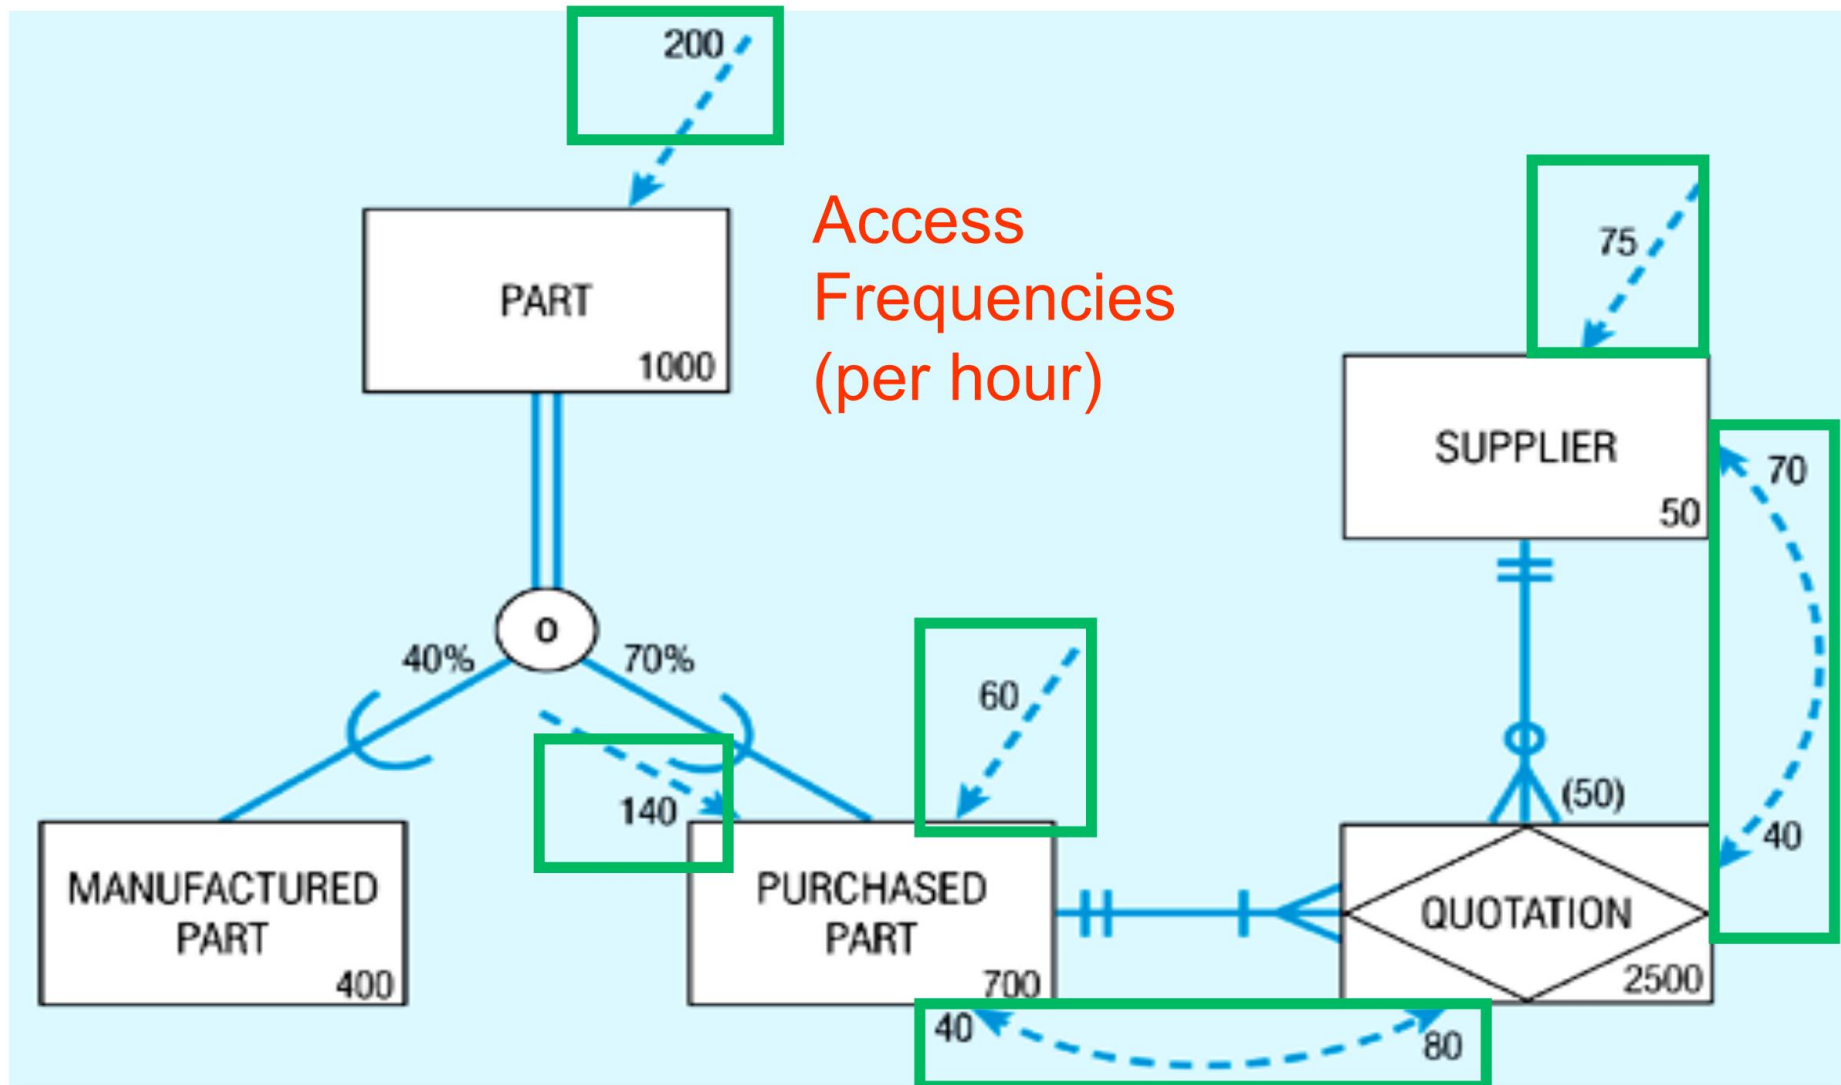 200
Access
Frequencies
(per hour)
75
PART
1000
SUPPLIER
50
70
O
40%
70%
60
140
(50)
40
MANUFACTURED
PART
400
PURCHASED
PART
700
QUOTATION
2500
40
80